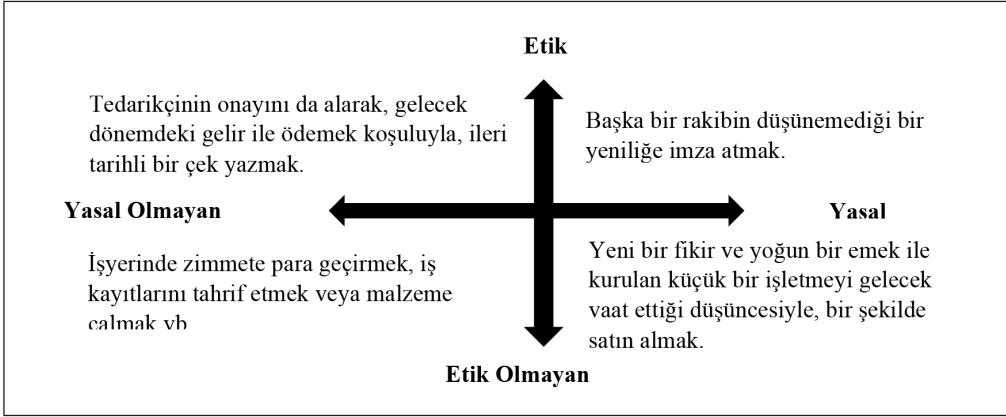 Etik
Tedarikçinin onayını da alarak, gelecek
dönemdeki gelir ile ödemek koşuluyla, ileri
tarihli bir çek yazmak.
Başka bir rakibin düşünemediği bir
yeniliğe imza atmak.
Yasal Olmayan
Yasal
İşyerinde zimmete para geçirmek, iş
kayıtlarını tahrif etmek veya malzeme
çalmak vb
Yeni bir fikir ve yoğun bir emek ile
kurulan küçük bir işletmeyi gelecek
vaat ettiği düşüncesiyle, bir şekilde
satın almak.
Etik Olmayan